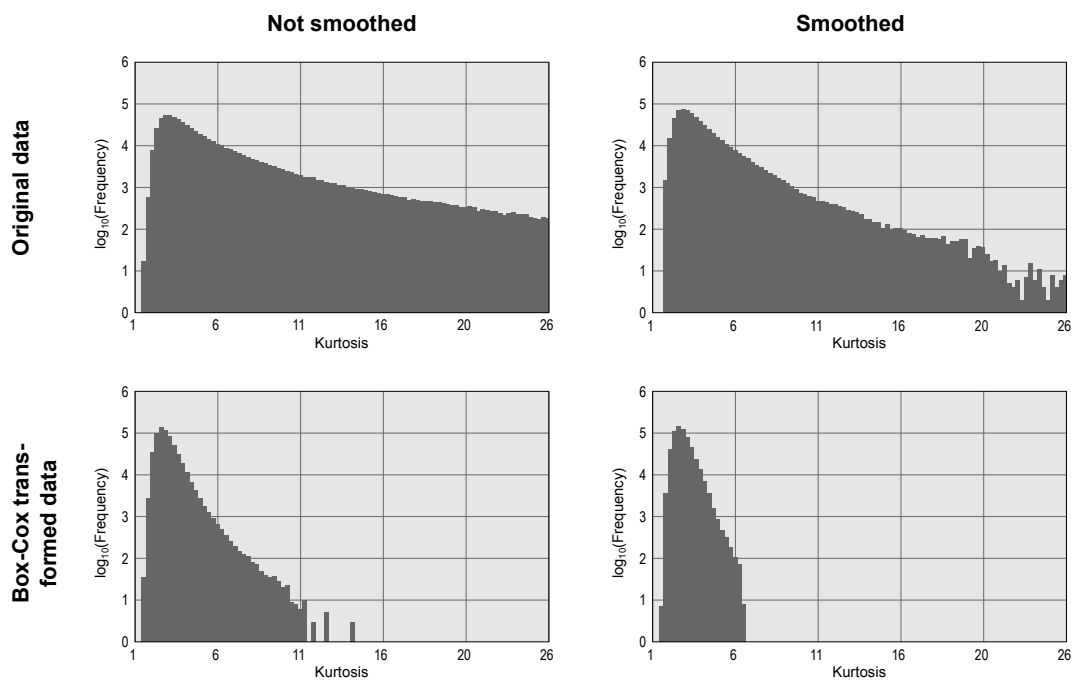 Not smoothed
Smoothed
Original data
6
5
4
3
2
1
0
log₁₀(Frequency)
1 6 11 16 20 26
Kurtosis
6
5
4
3
2
1
0
log₁₀(Frequency)
1 6 11 16 20 26
Kurtosis
Box-Cox trans-
formed data
6
5
4
3
2
1
0
log₁₀(Frequency)
1 6 11 16 20 26
Kurtosis
6
5
4
3
2
1
0
log₁₀(Frequency)
1 6 11 16 20 26
Kurtosis